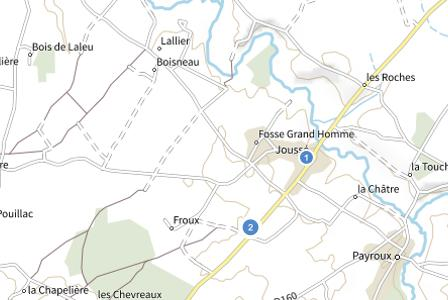 Lallier
Bois de Laleu
lière
Boisneau
les Roches
Fosse Grand Homme
Joussé
1
re
la Touch
la Châtre
Pouillac
Froux
2
Payroux
la Chapelière
les Chevreaux
D160